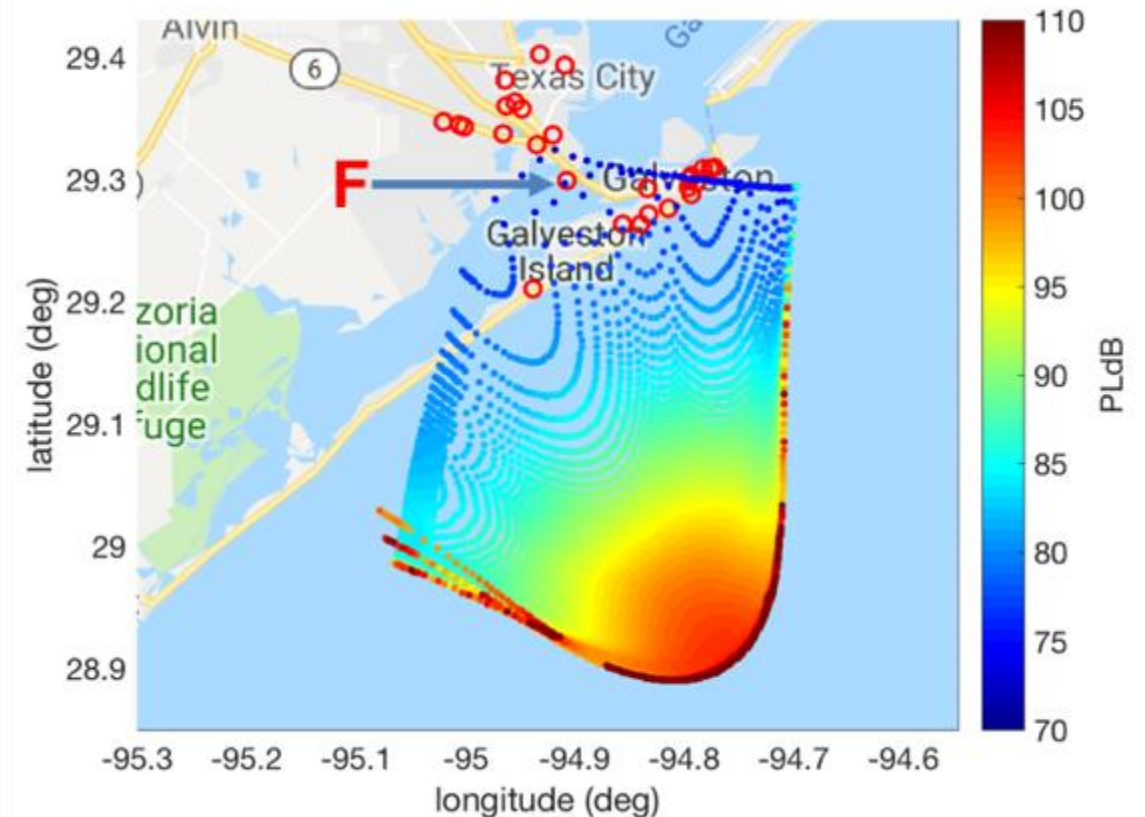 Alvin
29.4
6
Texas City
Ga
29.3
F
Galveston
Galveston
Island
29.2
zoria
ional
dlife
fuge
29.1
29
28.9
latitude (deg)
-95.3
-95.2
-95.1
-95
-94.9
-94.8
-94.7
-94.6
longitude (deg)
110
105
100
95
90
85
80
75
70
PLdB